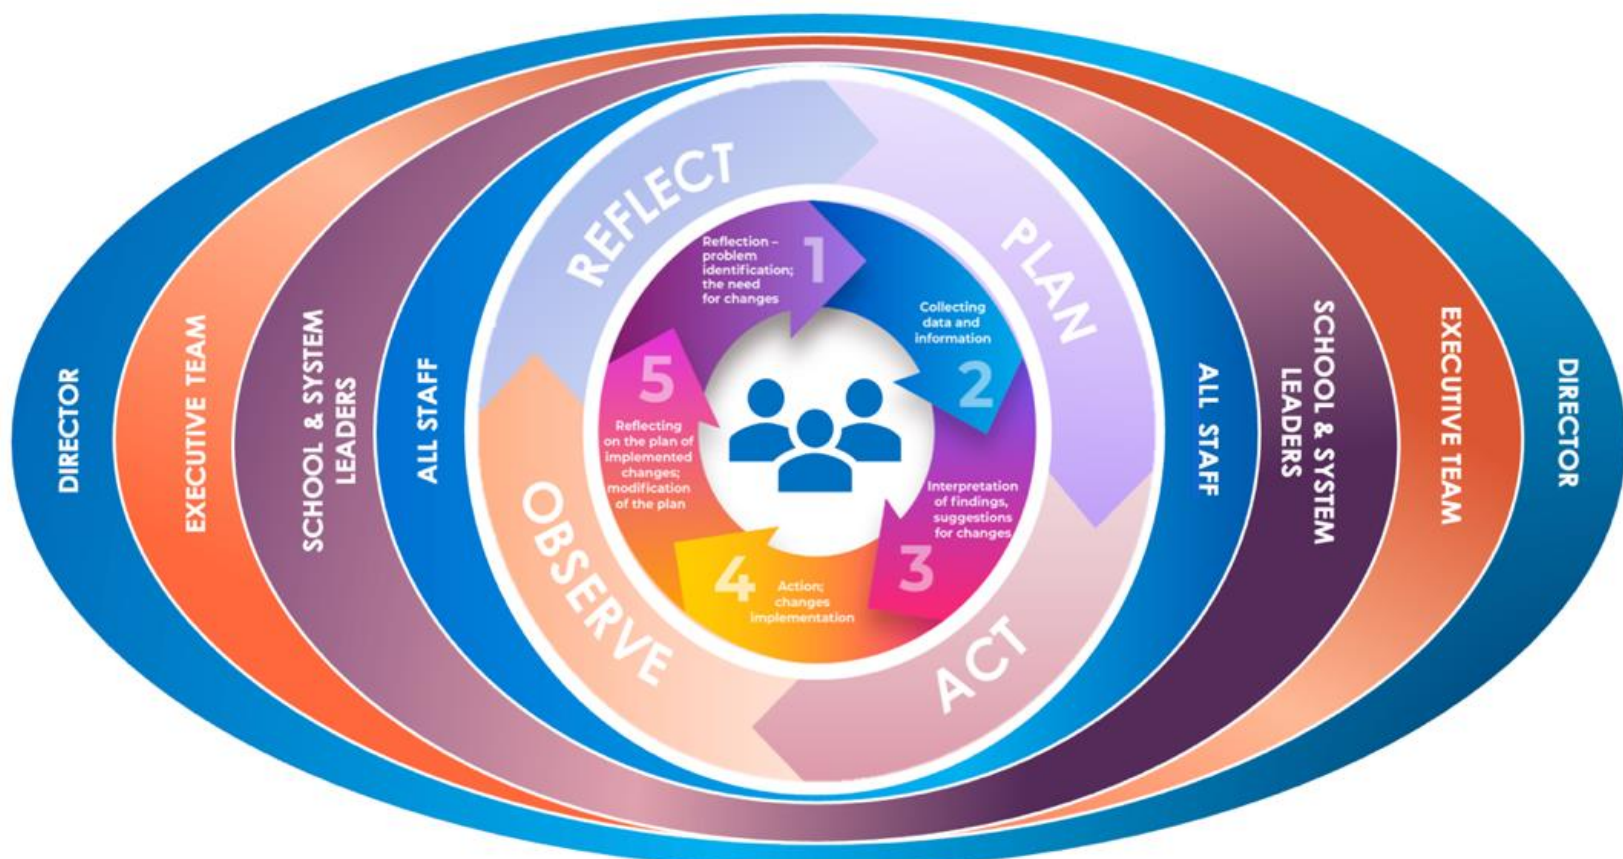 DIRECTOR
EXECUTIVE TEAM
SCHOOL & SYSTEM
LEADERS
ALL STAFF
REFLECT
PLAN
ACT
OBSERVE
Reflection –
problem
identification;
the need
for changes
1
Collecting
data and
information
2
Interpretation
of findings,
suggestions
for changes
3
4
Action;
changes
implementation
5
Reflecting
on the plan of
implemented
changes;
modification
of the plan
ALL STAFF
SCHOOL & SYSTEM
LEADERS
EXECUTIVE TEAM
DIRECTOR